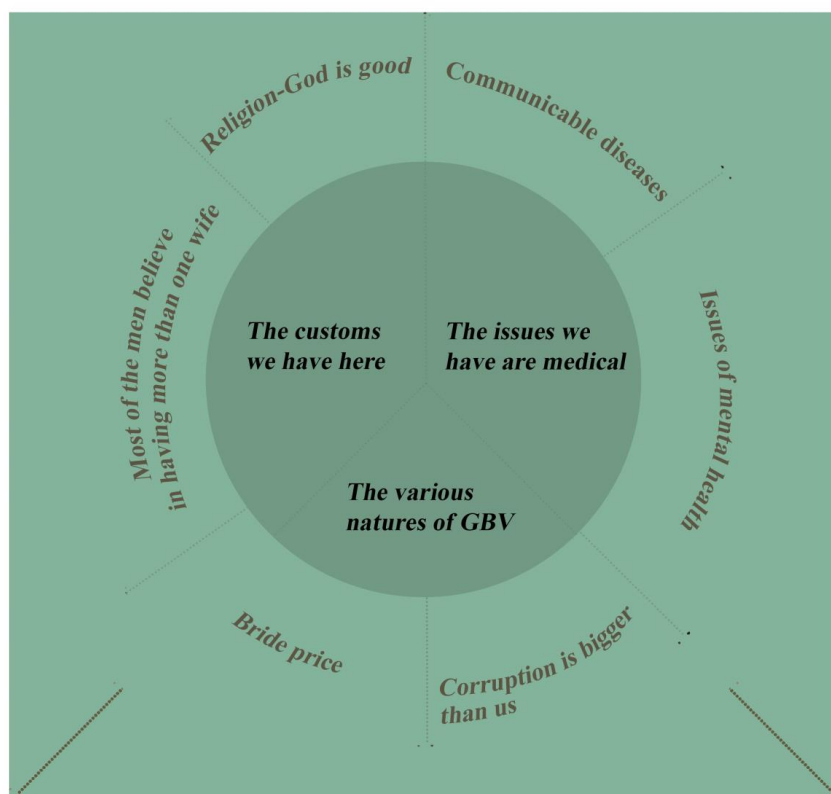 Religion-God is good
Communicable diseases
Most of the men believe
in having more than one wife
The customs
we have here
The issues we
have are medical
Issues of mental health
The various
natures of GBV
Bride price
Corruption is bigger
than us